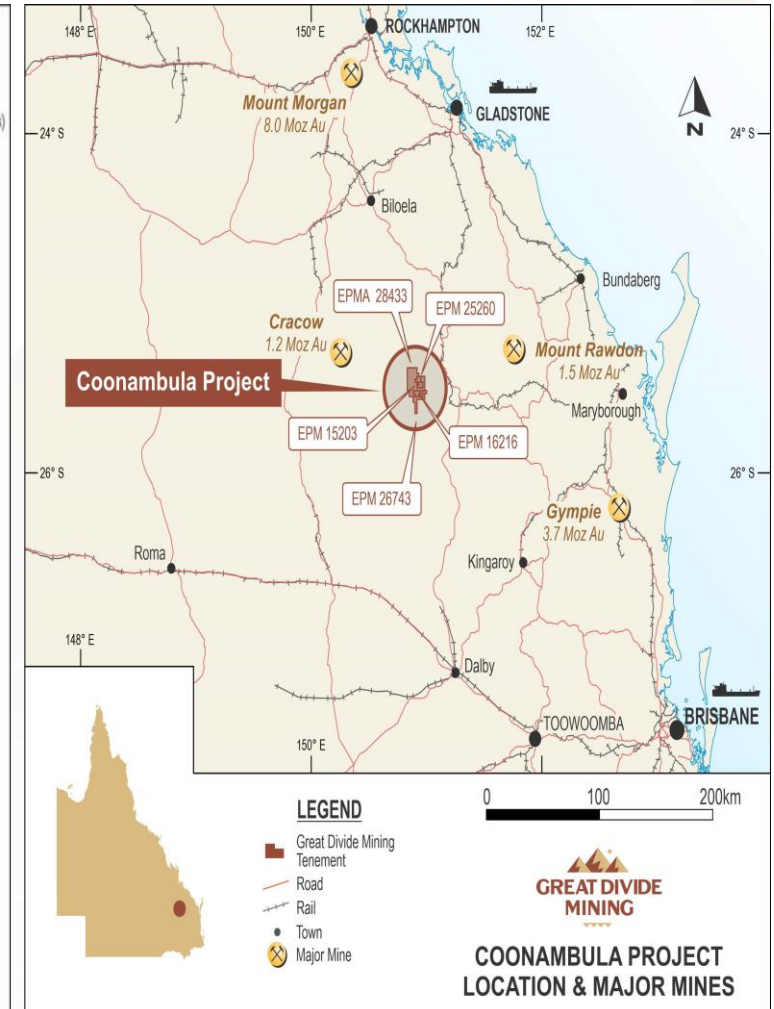 148° E
150° E
152° E
ROCKHAMPTON
Mount Morgan
8.0 Moz Au
GLADSTONE
N
24° S
24° S
Biloela
Bundaberg
EPMA 28433
EPM 25260
Cracow
1.2 Moz Au
Mount Rawdon
1.5 Moz Au
Coonambula Project
Maryborough
EPM 15203
EPM 16216
26° S
26° S
EPM 26743
Gympie
3.7 Moz Au
Roma
Kingaroy
148° E
Dalby
BRISBANE
TOOWOOMBA
150° E
LEGEND
Great Divide Mining
Tenement
Road
Rail
Town
Major Mine
0 100 200km
GREAT DIVIDE
MINING
COONAMBULA PROJECT
LOCATION & MAJOR MINES